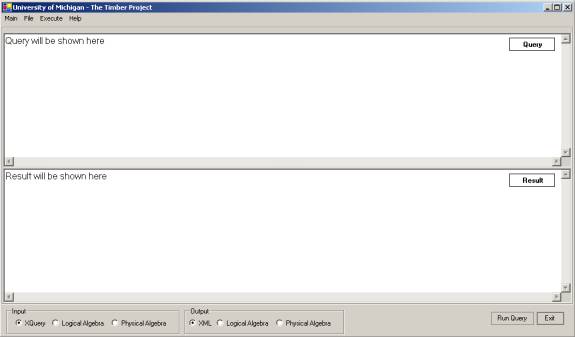 University of Michigan - The Timber Project
Main File Execute Help
Query will be shown here
Query
Result will be shown here
Result
Input
XQuery Logical Algebra Physical Algebra
Output
XML Logical Algebra Physical Algebra
Run Query Exit